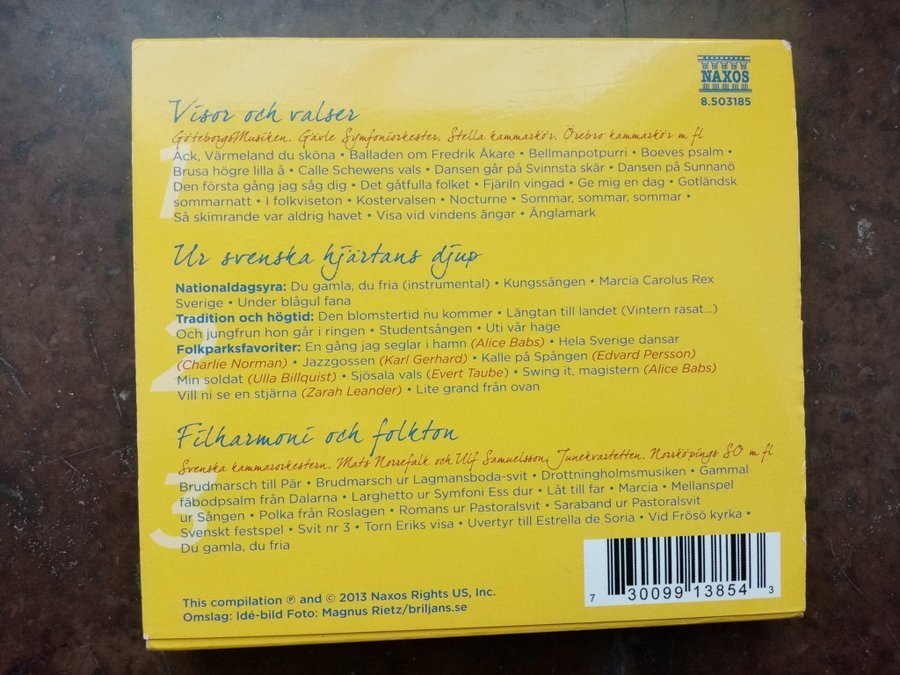 NAXOS
8.503185
1
Visor och valser
GöteborgsMusiken, Gävle Symfoniorkester, Stella kammarkör, Örebro kammarkör m fl
Ack, Värmeland du sköna • Balladen om Fredrik Åkare • Bellmanpotpurri • Boeves psalm •
Brusa högre lilla å • Calle Schewens vals • Dansen går på Svinnsta skär • Dansen på Sunnanö
Den första gång jag såg dig • Det gåtfulla folket • Fjäriln vingad • Ge mig en dag • Gotländsk
sommarnatt • I folkviseton • Kostervalsen • Nocturne • Sommar, sommar, sommar •
Så skimrande var aldrig havet • Visa vid vindens ängar • Änglamark
2
Ur svenska hjärtans djup
Nationaldagsyra: Du gamla, du fria (instrumental) • Kungssången • Marcia Carolus Rex
Sverige • Under blågul fana
Tradition och högtid: Den blomstertid nu kommer • Längtan till landet (Vintern rasat...)
Och jungfrun hon går i ringen • Studentsången • Uti vår hage
Folkparksfavoriter: En gång jag seglar i hamn (Alice Babs) • Hela Sverige dansar
(Charlie Norman) • Jazzgossen (Karl Gerhard) • Kalle på Spången (Edvard Persson)
Min soldat (Ulla Billquist) • Sjösala vals (Evert Taube) • Swing it, magistern (Alice Babs)
Vill ni se en stjärna (Zarah Leander) • Lite grand från ovan
3
Filharmoni och folkton
Svenska kammarorkestern, Mats Norrefalk och Ulf Samuelsson, Junekvartetten, Norrköpings SO m fl
Brudmarsch till Pär • Brudmarsch ur Lagmansboda-svit • Drottningholmsmusiken • Gammal
fäbodpsalm från Dalarna • Larghetto ur Symfoni Ess dur • Låt till far • Marcia • Mellanspel
ur Sången • Polka från Roslagen • Romans ur Pastoralsvit • Saraband ur Pastoralsvit
Svenskt festspel • Svit nr 3 • Torn Eriks visa • Uvertyr till Estrella de Soria • Vid Frösö kyrka •
Du gamla, du fria
This compilation ℗ and © 2013 Naxos Rights US, Inc.
Omslag: Idé-bild Foto: Magnus Rietz/briljans.se
7 30099 13854 3